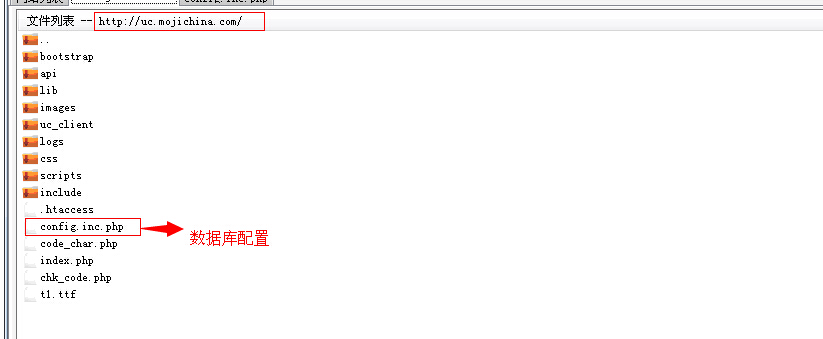 config.inc.php
文件列表 -- http://uc.mojichina.com/
..
bootstrap
api
lib
images
uc_client
logs
css
scripts
include
.htaccess
config.inc.php
数据库配置
code_char.php
index.php
chk_code.php
t1.ttf